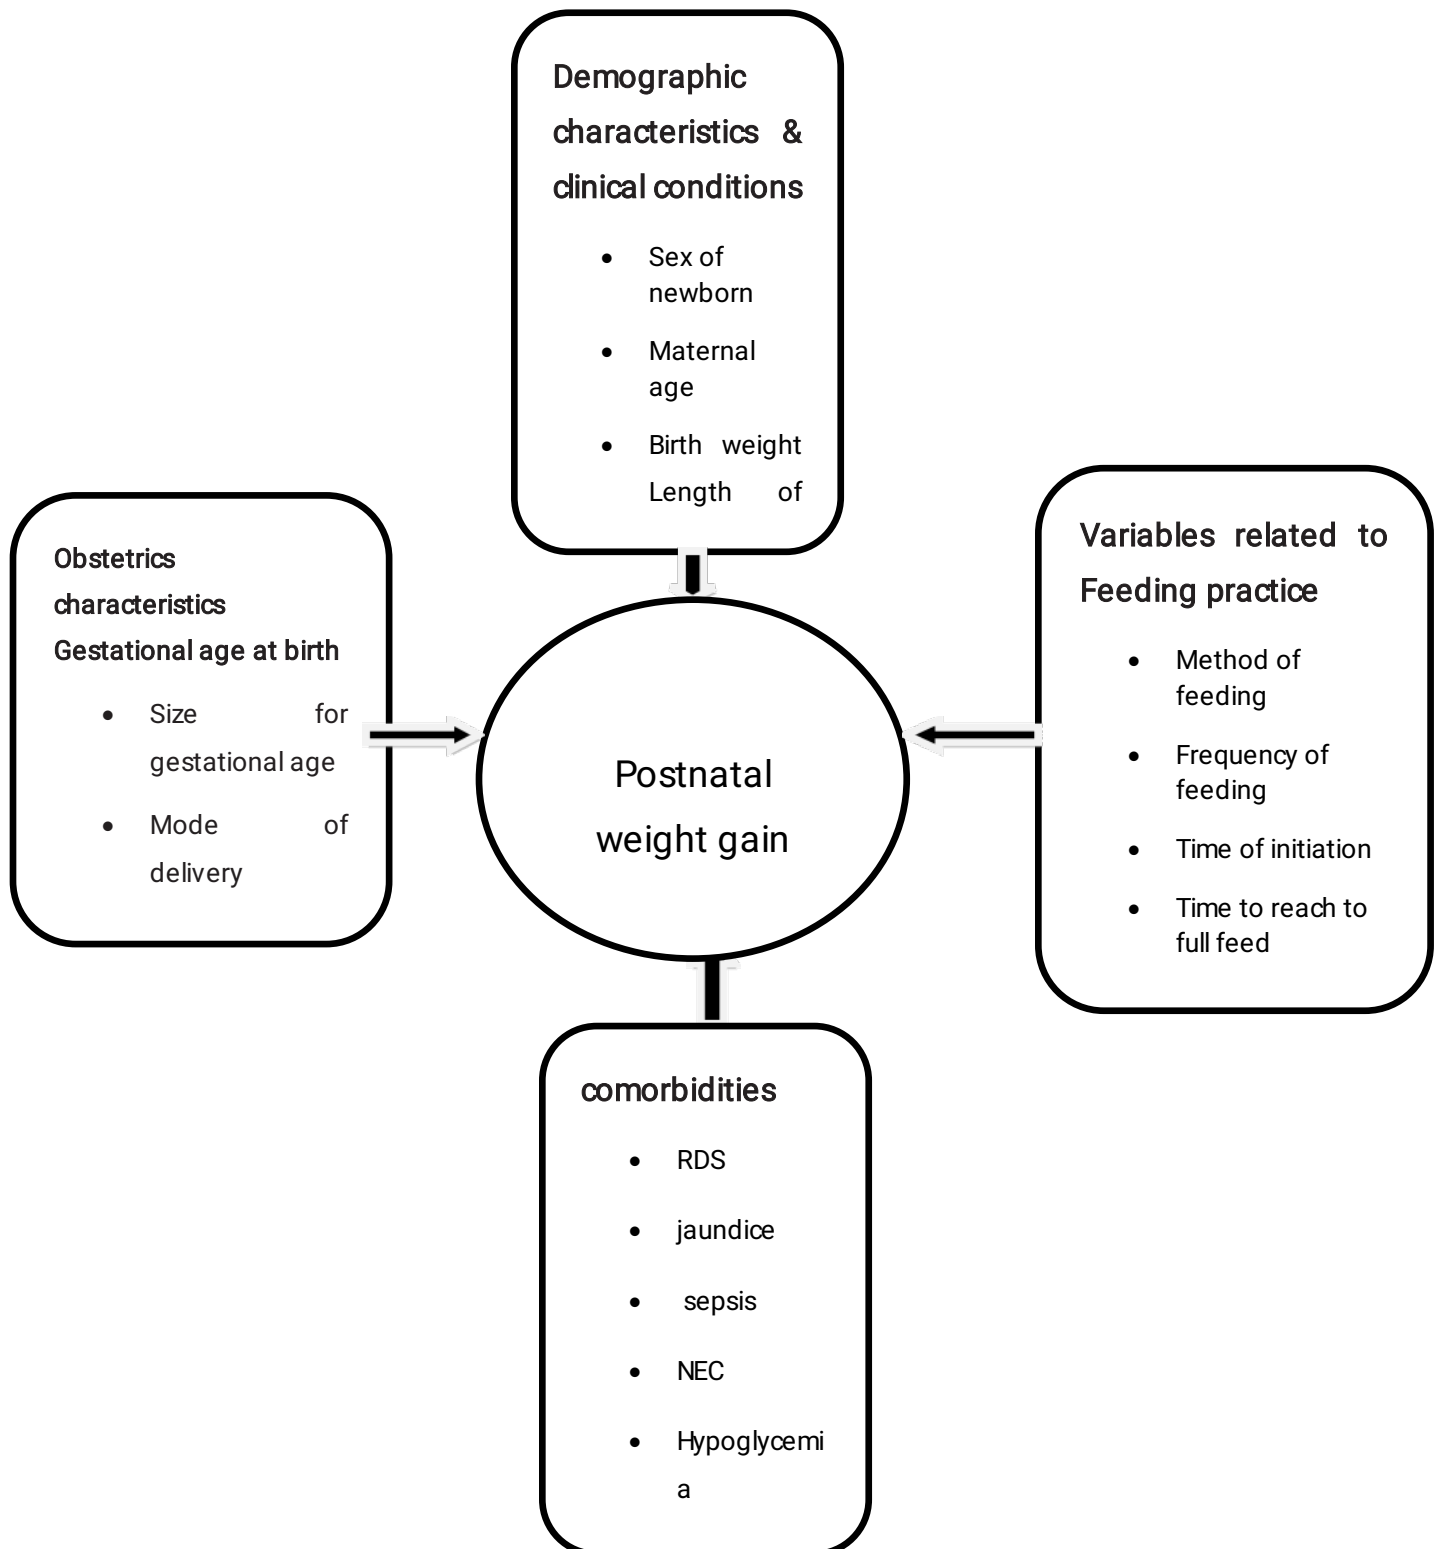 Demographic
characteristics & 
clinical conditions
• Sex of
newborn
• Maternal
age
• Birth weight
Length of
Obstetrics
characteristics
Gestational age at birth
• Size for
gestational age
• Mode of
delivery
Postnatal
weight gain
Variables related to
Feeding practice
• Method of
feeding
• Frequency of
feeding
• Time of initiation
• Time to reach to
full feed
comorbidities
• RDS
• jaundice
• sepsis
• NEC
• Hypoglycemi
a